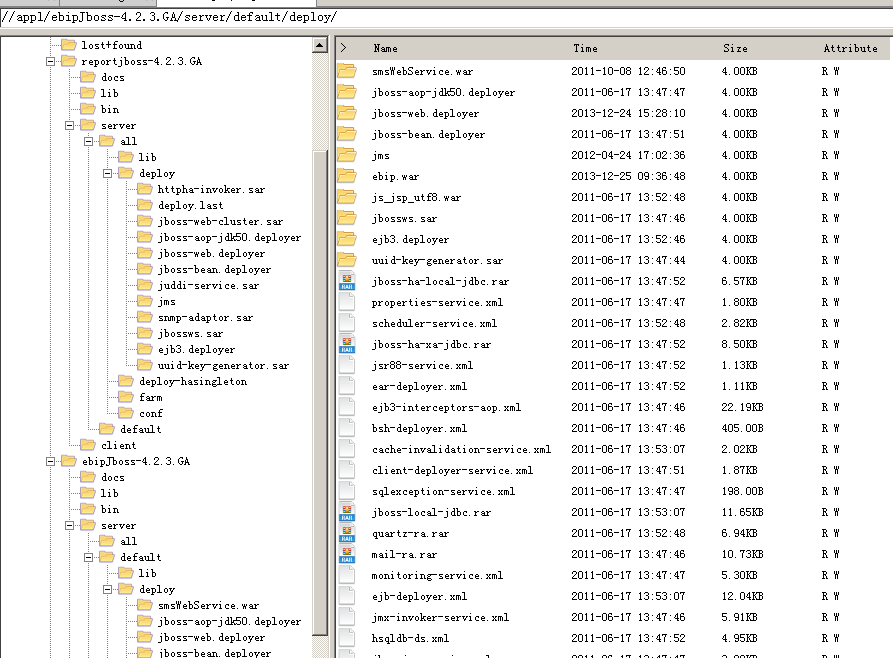 //appl/ebipJboss-4.2.3.GA/server/default/deploy/
lost+found
reportjboss-4.2.3.GA
docs
lib
bin
server
all
lib
deploy
httpha-invoker.sar
deploy.last
jboss-web-cluster.sar
jboss-aop-jdk50.deployer
jboss-web.deployer
jboss-bean.deployer
juddi-service.sar
jms
snmp-adaptor.sar
jbossws.sar
ejb3.deployer
uuid-key-generator.sar
deploy-hasingleton
farm
conf
default
client
ebipJboss-4.2.3.GA
docs
lib
bin
server
all
default
lib
deploy
smsWebService.war
jboss-aop-jdk50.deployer
jboss-web.deployer
jboss-bean.deployer
Name Time Size Attribute
smsWebService.war 2011-10-08 12:46:50 4.00KB R W
jboss-aop-jdk50.deployer 2011-06-17 13:47:47 4.00KB R W
jboss-web.deployer 2013-12-24 15:28:10 4.00KB R W
jboss-bean.deployer 2011-06-17 13:47:51 4.00KB R W
jms 2012-04-24 17:02:36 4.00KB R W
ebip.war 2013-12-25 09:36:48 4.00KB R W
js_jsp_utf8.war 2011-06-17 13:52:48 4.00KB R W
jbossws.sar 2011-06-17 13:47:46 4.00KB R W
ejb3.deployer 2011-06-17 13:52:46 4.00KB R W
uuid-key-generator.sar 2011-06-17 13:47:44 4.00KB R W
jboss-ha-local-jdbc.rar 2011-06-17 13:47:52 6.57KB R W
properties-service.xml 2011-06-17 13:47:47 1.80KB R W
scheduler-service.xml 2011-06-17 13:52:48 2.82KB R W
jboss-ha-xa-jdbc.rar 2011-06-17 13:47:52 8.50KB R W
jsr88-service.xml 2011-06-17 13:47:52 1.13KB R W
ear-deployer.xml 2011-06-17 13:47:52 1.11KB R W
ejb3-interceptors-aop.xml 2011-06-17 13:47:46 22.19KB R W
bsh-deployer.xml 2011-06-17 13:47:46 405.00B R W
cache-invalidation-service.xml 2011-06-17 13:53:07 2.02KB R W
client-deployer-service.xml 2011-06-17 13:47:51 1.87KB R W
sqlexception-service.xml 2011-06-17 13:47:47 198.00B R W
jboss-local-jdbc.rar 2011-06-17 13:53:07 11.65KB R W
quartz-ra.rar 2011-06-17 13:52:48 6.94KB R W
mail-ra.rar 2011-06-17 13:47:46 10.73KB R W
monitoring-service.xml 2011-06-17 13:47:47 5.30KB R W
ejb-deployer.xml 2011-06-17 13:53:07 12.04KB R W
jmx-invoker-service.xml 2011-06-17 13:47:46 5.91KB R W
hsqldb-ds.xml 2011-06-17 13:47:52 4.95KB R W